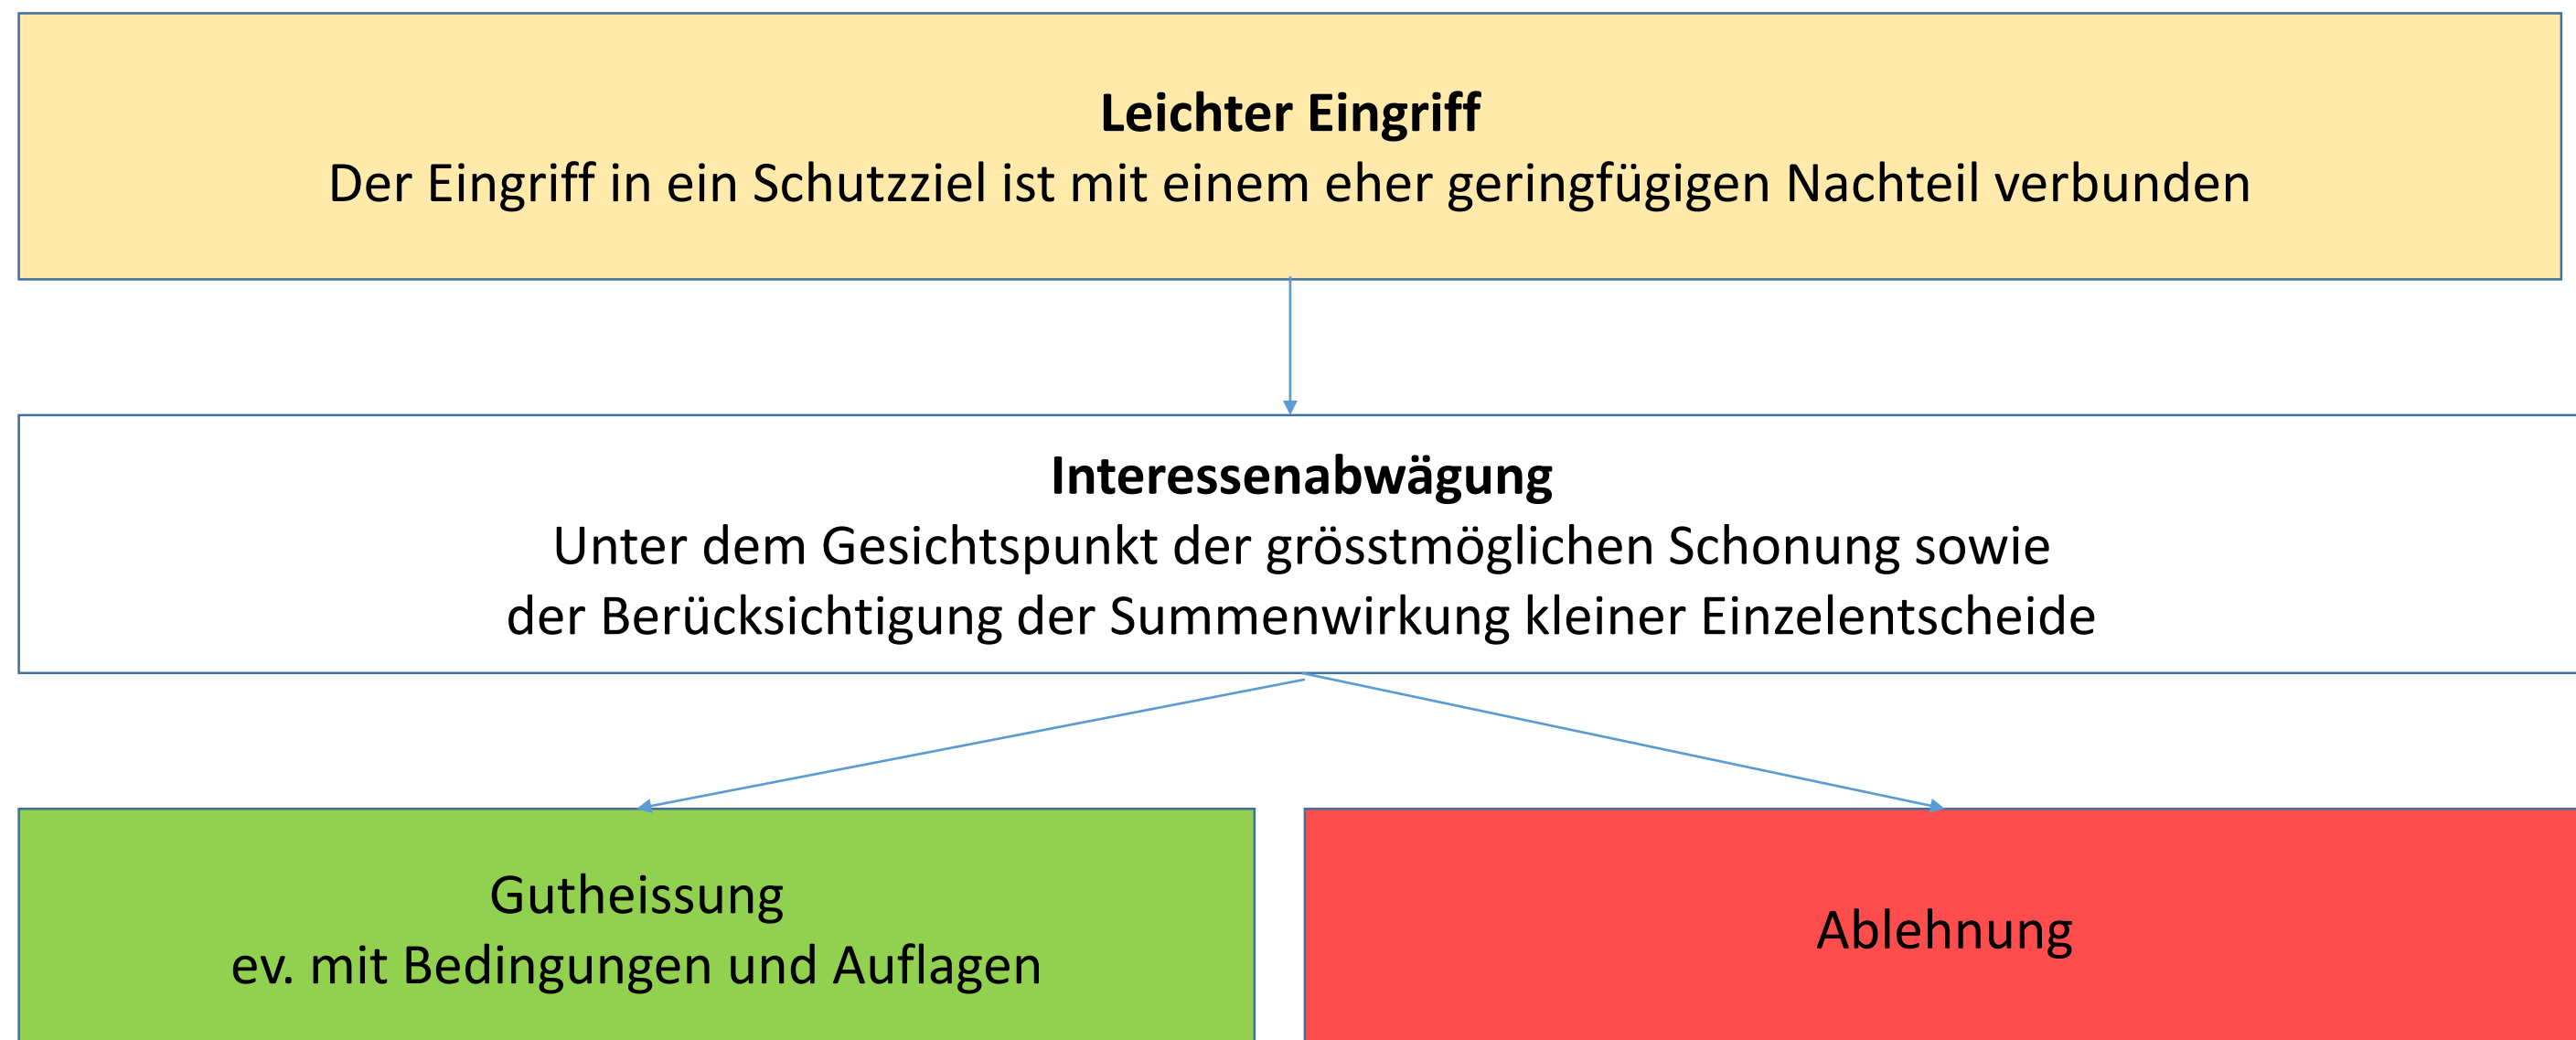 Leichter Eingriff
Der Eingriff in ein Schutzziel ist mit einem eher geringfügigen Nachteil verbunden
Interessenabwägung
Unter dem Gesichtspunkt der grösstmöglichen Schonung sowie
der Berücksichtigung der Summenwirkung kleiner Einzelentscheide
Gutheissung
ev. mit Bedingungen und Auflagen
Ablehnung